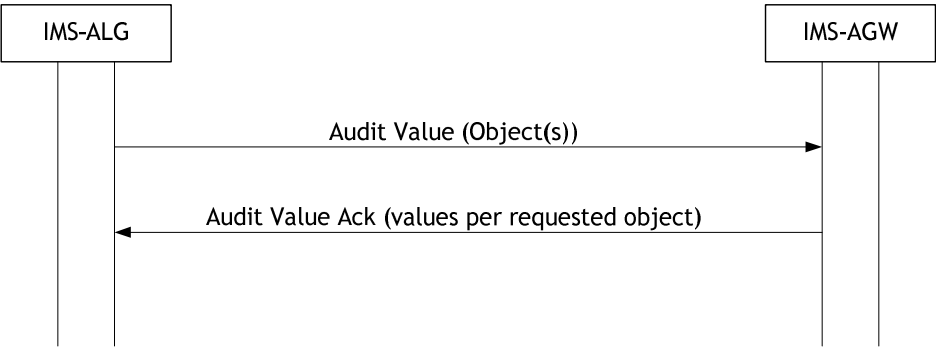 IMS-ALG
IMS-AGW
Audit Value (Object(s))
Audit Value Ack (values per requested object)